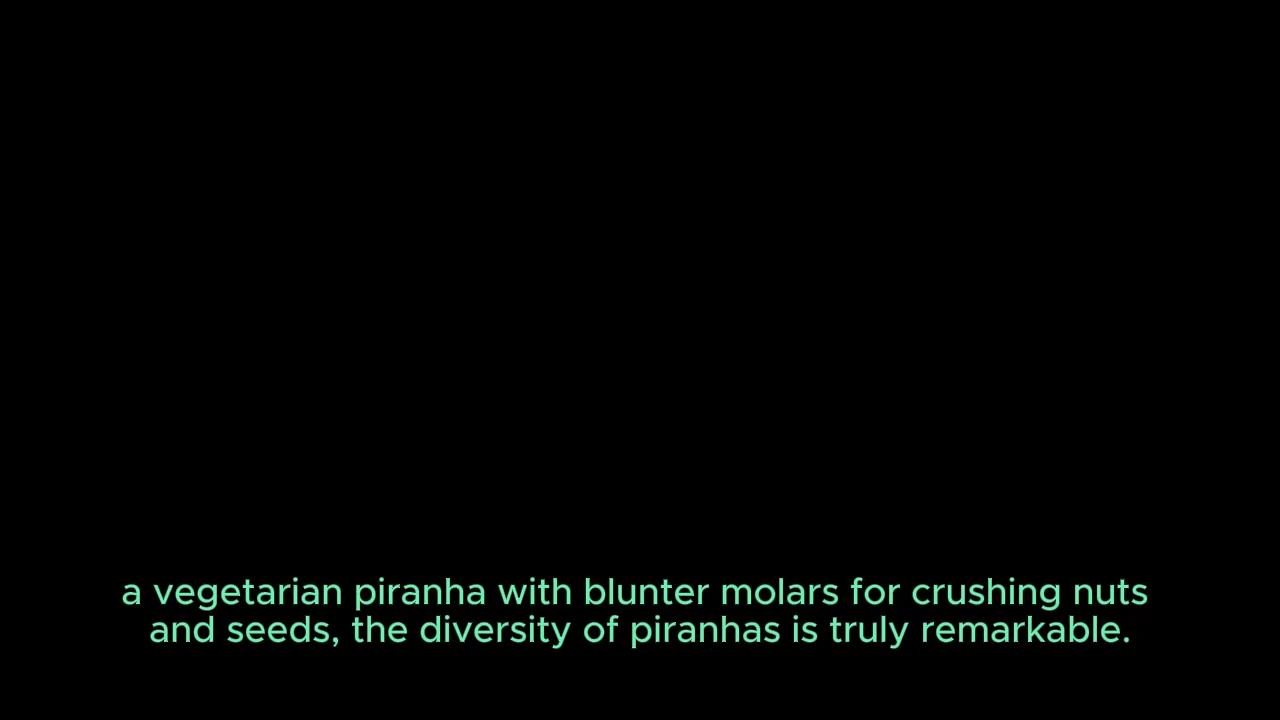 a vegetarian piranha with blunter molars for crushing nuts
and seeds, the diversity of piranhas is truly remarkable.